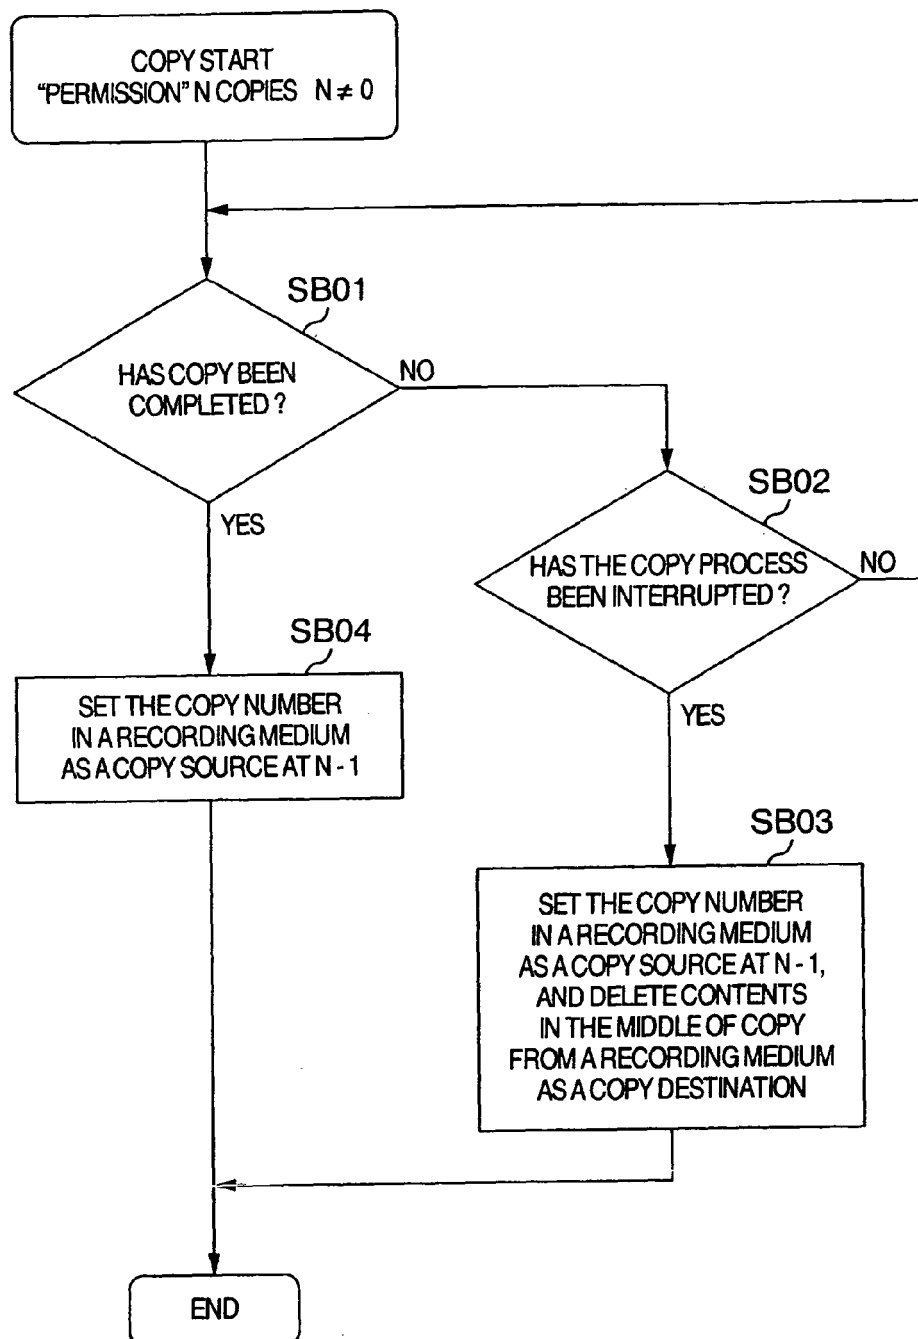 COPY START
“PERMISSION” N COPIES N ≠ 0
SB01
HAS COPY BEEN
COMPLETED ?
NO
YES
SB02
HAS THE COPY PROCESS
BEEN INTERRUPTED ?
NO
YES
SB04
SET THE COPY NUMBER
IN A RECORDING MEDIUM
AS A COPY SOURCE AT N - 1
SB03
SET THE COPY NUMBER
IN A RECORDING MEDIUM
AS A COPY SOURCE AT N - 1,
AND DELETE CONTENTS
IN THE MIDDLE OF COPY
FROM A RECORDING MEDIUM
AS A COPY DESTINATION
END